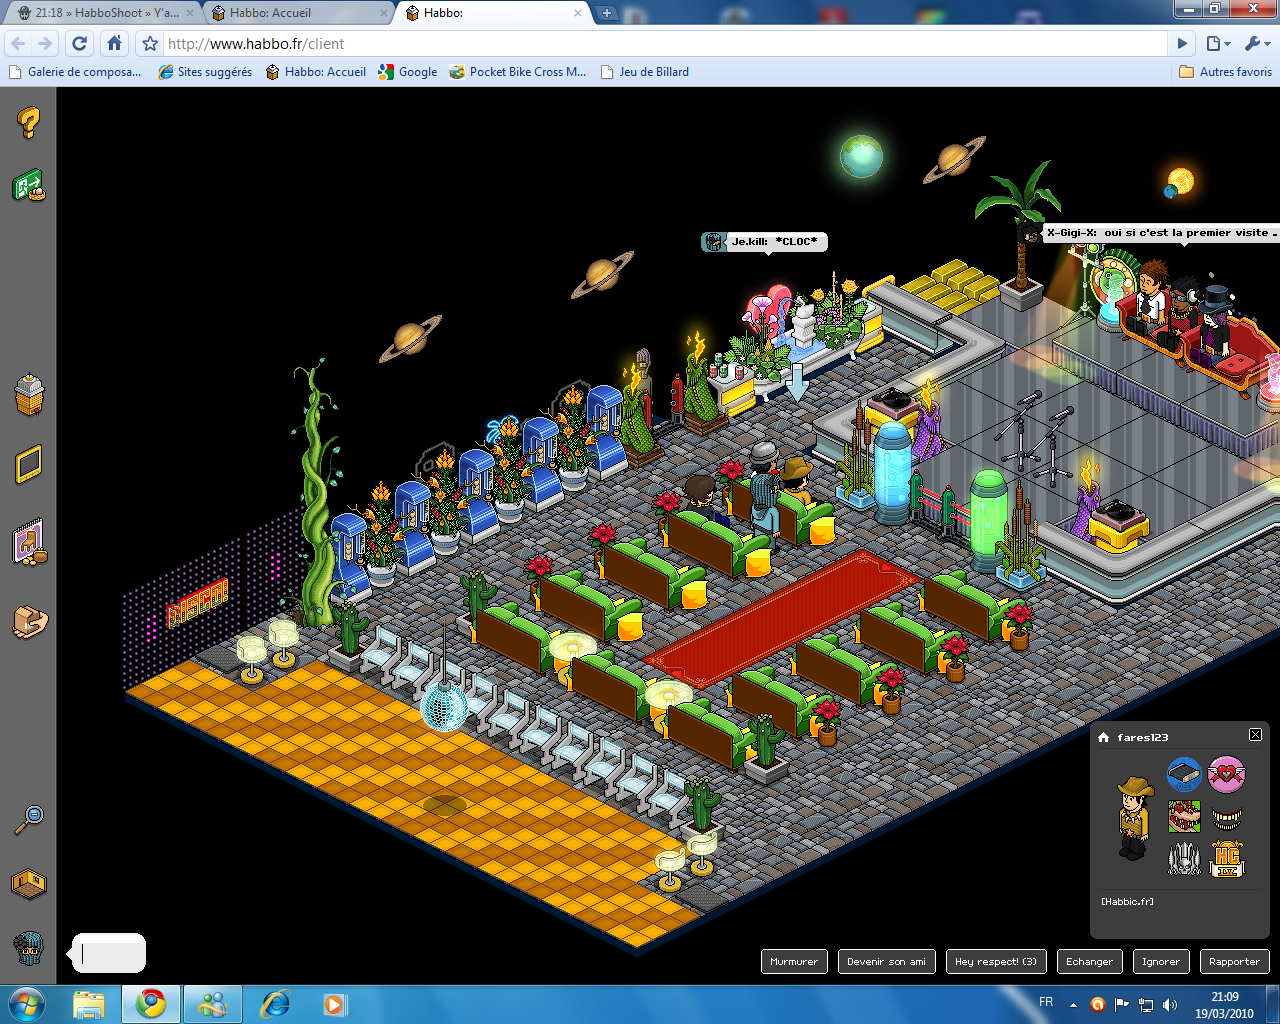 21:18 » HabboShoot » Y'a...
Habbo: Accueil
Habbo:
http://www.habbo.fr/client
Galerie de composa...
Sites suggérés
Habbo: Accueil
Google
Pocket Bike Cross M...
Jeu de Billard
Autres favoris
X-Gigi-X: oui si c'est la premier visite
Je.kill: *CLOC*
DISCO!
fares123
HC
[Habbic.fr]
Murmurer
Devenir son ami
Hey respect! (3)
Echanger
Ignorer
Rapporter
FR
21:09
19/03/2010